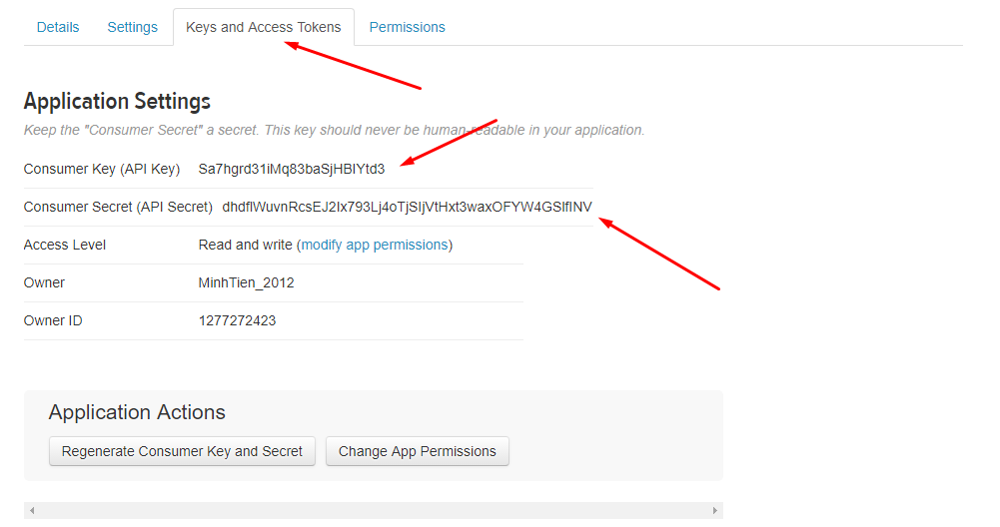 Details Settings Keys and Access Tokens Permissions
Application Settings
Keep the "Consumer Secret" a secret. This key should never be human-readable in your application.
Consumer Key (API Key) Sa7hgrd31iMq83baSjHBIYtd3
Consumer Secret (API Secret) dhdflWuvnRcsEJ2Ix793Lj4oTjSIjVtHxt3waxOFYW4GSIfINV
Access Level Read and write (modify app permissions)
Owner MinhTien_2012
Owner ID 1277272423
Application Actions
Regenerate Consumer Key and Secret Change App Permissions